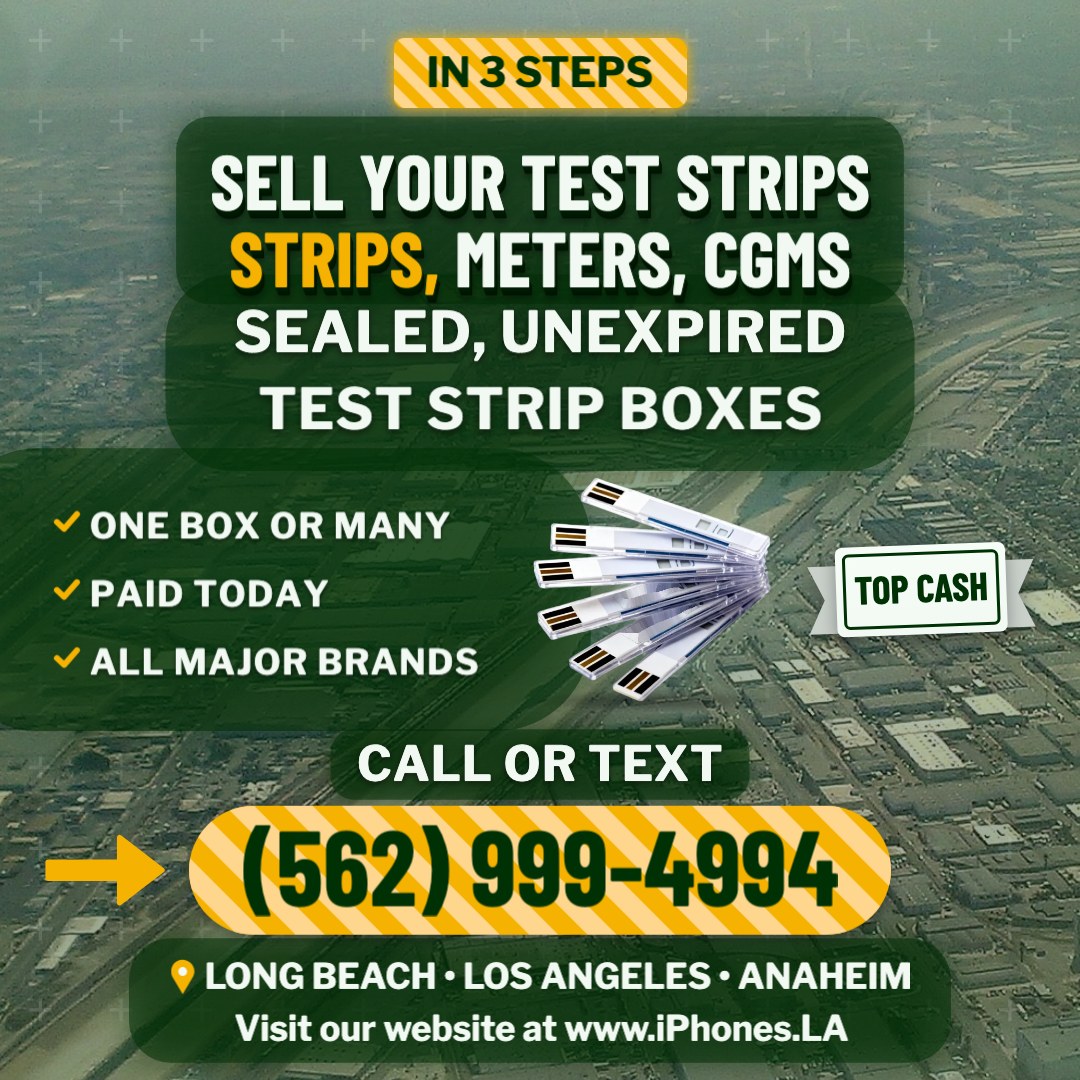 IN 3 STEPS
SELL YOUR TEST STRIPS
STRIPS, METERS, CGMS
SEALED, UNEXPIRED
TEST STRIP BOXES
ONE BOX OR MANY
PAID TODAY
ALL MAJOR BRANDS
TOP CASH
CALL OR TEXT
(562) 999-4994
LONG BEACH • LOS ANGELES • ANAHEIM
Visit our website at www.iPhones.LA